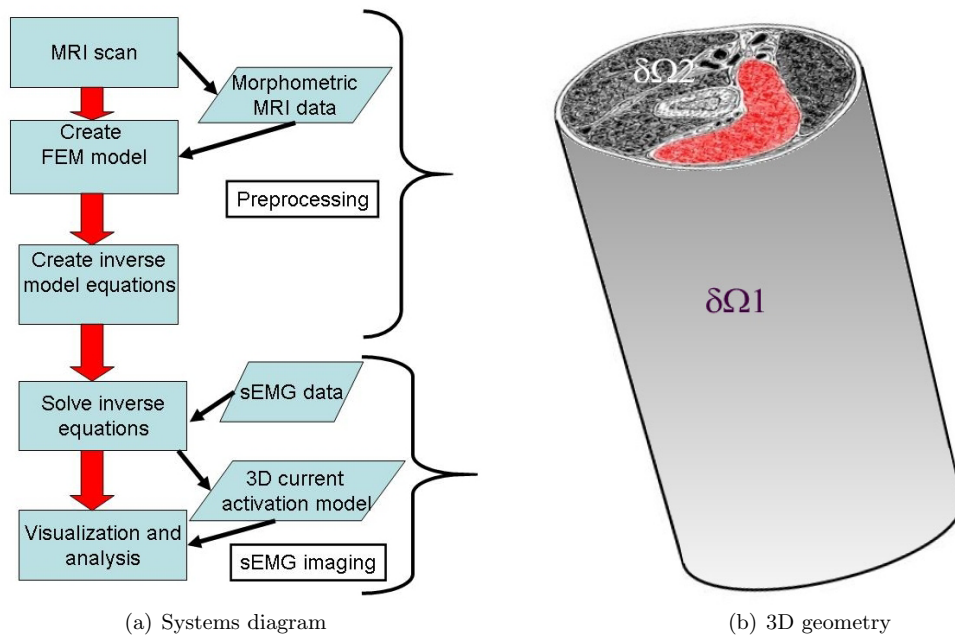 MRI scan
Morphometric
MRI data
Create
FEM model
Preprocessing
Create inverse
model equations
Solve inverse
equations
sEMG data
3D current
activation model
Visualization and
analysis
sEMG imaging
(a) Systems diagram
δΩ2
δΩ1
(b) 3D geometry